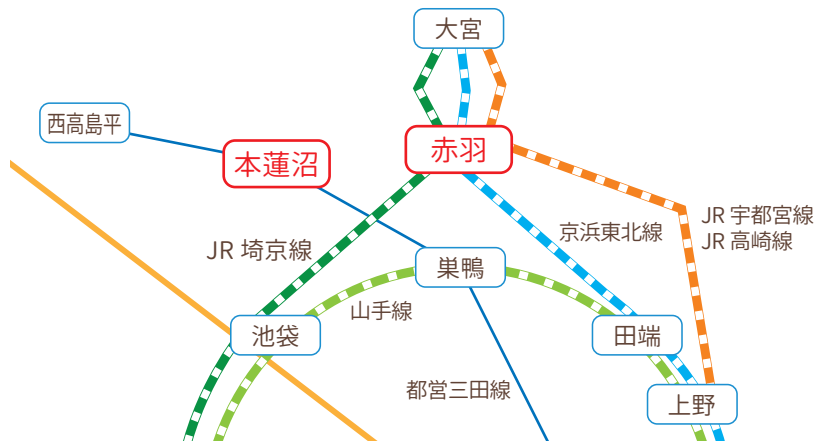 大宮
西高島平
本蓮沼
赤羽
JR 宇都宮線
JR 高崎線
京浜東北線
JR 埼京線
巣鴨
山手線
池袋
田端
都営三田線
上野